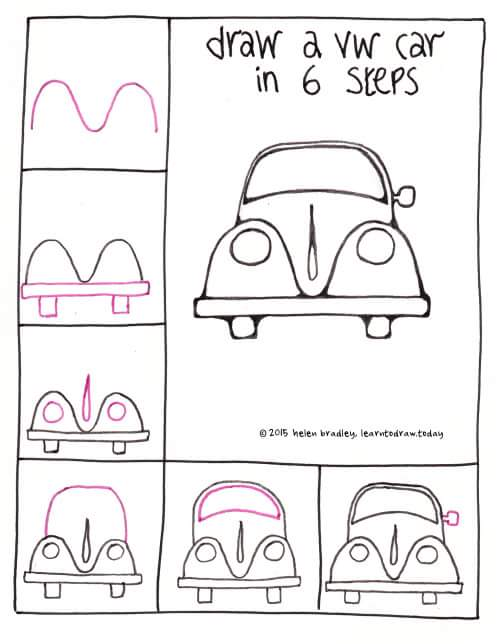 draw a vw car
in 6 steps
© 2015 helen bradley, learntodraw.today